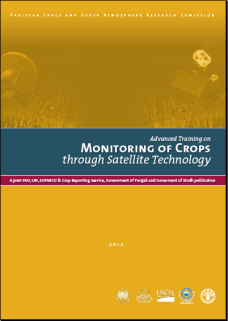 Pakistan Space and Upper Atmosphere Research Commission
Advanced Training on
Monitoring of Crops
through Satellite Technology
A joint FAO, UN, SUPARCO & Crop Reporting Service, Government of Punjab and Government of Sindh publication
2012
USDA